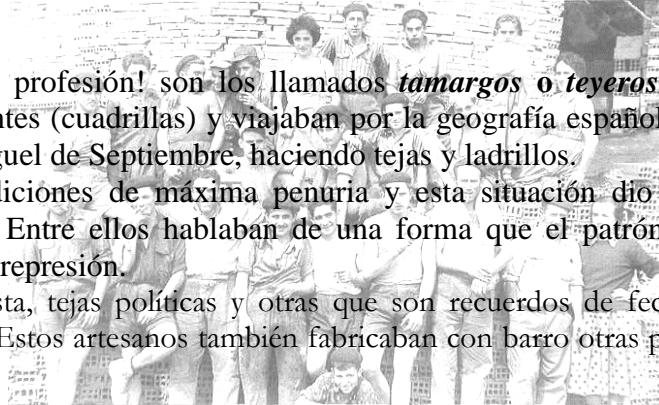 profesión! son los llamados tamargos o teyeros
ntes (cuadrillas) y viajaban por la geografía español
guel de Septiembre, haciendo tejas y ladrillos.
diciones de máxima penuria y esta situación dio
Entre ellos hablaban de una forma que el patrón
represión.
sta, tejas políticas y otras que son recuerdos de fec
Estos artesanos también fabricaban con barro otras p